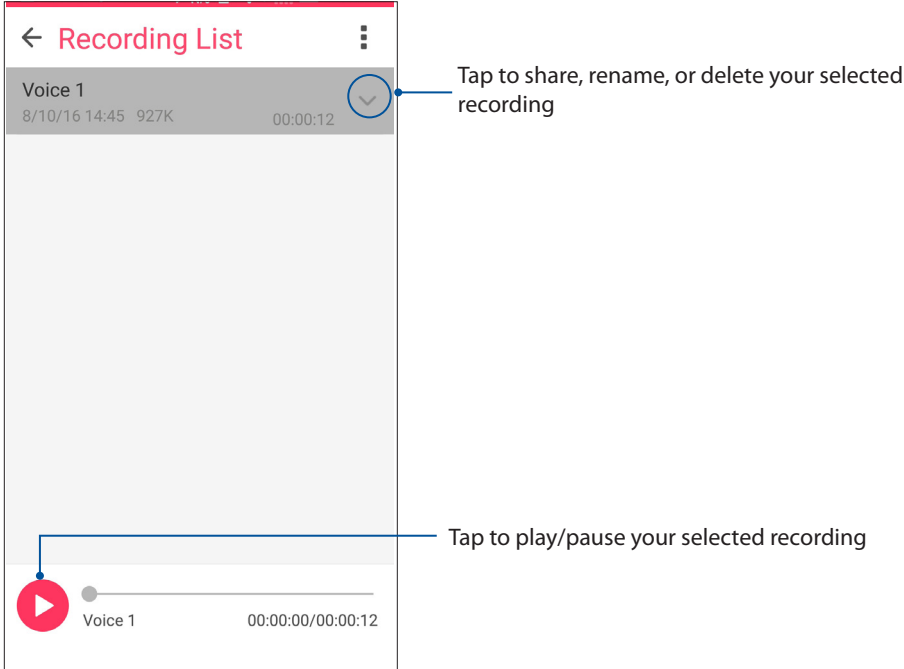 Recording List
Voice 1
8/10/16 14:45 927K 00:00:12
Tap to share, rename, or delete your selected
recording
Tap to play/pause your selected recording
Voice 1 00:00:00/00:00:12